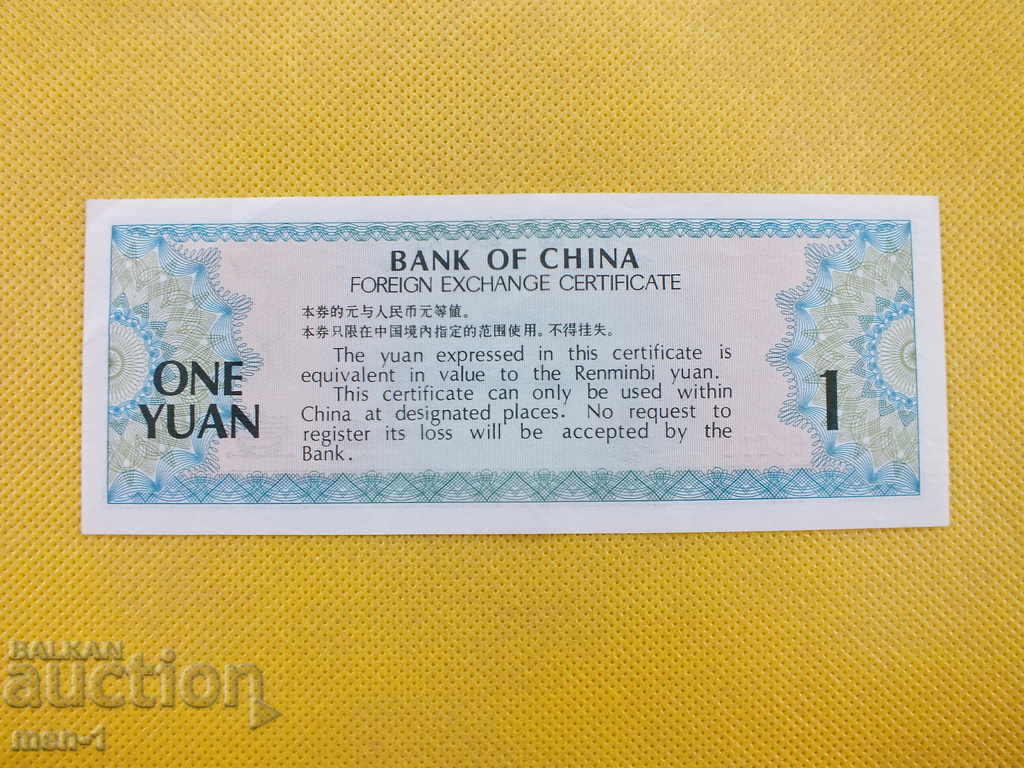 BANK OF CHINA
FOREIGN EXCHANGE CERTIFICATE
本券的元与人民币元等值。
本券只限在中国境内指定的范围使用。不得挂失。
The yuan expressed in this certificate is
equivalent in value to the Renminbi yuan.
This certificate can only be used within
China at designated places. No request to
register its loss will be accepted by the
Bank.
ONE
YUAN
1
BALKAN
auction
men-1